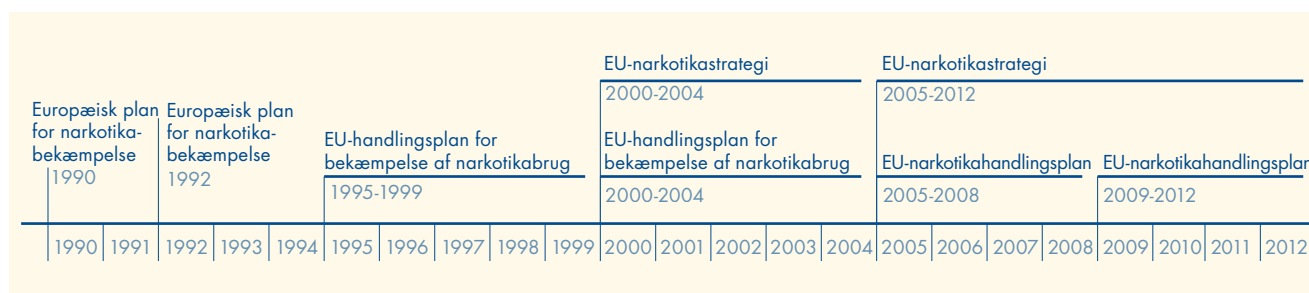 Europæisk plan
for narkotika-
bekæmpelse
1990
Europæisk plan
for narkotika-
bekæmpelse
1992
EU-handlingsplan for
bekæmpelse af narkotikabrug
1995-1999
EU-narkotikastrategi
2000-2004
EU-handlingsplan for
bekæmpelse af narkotikabrug
2000-2004
EU-narkotikastrategi
2005-2012
EU-narkotikahandlingsplan
2005-2008
EU-narkotikahandlingsplan
2009-2012
1990 1991 1992 1993 1994 1995 1996 1997 1998 1999 2000 2001 2002 2003 2004 2005 2006 2007 2008 2009 2010 2011 2012